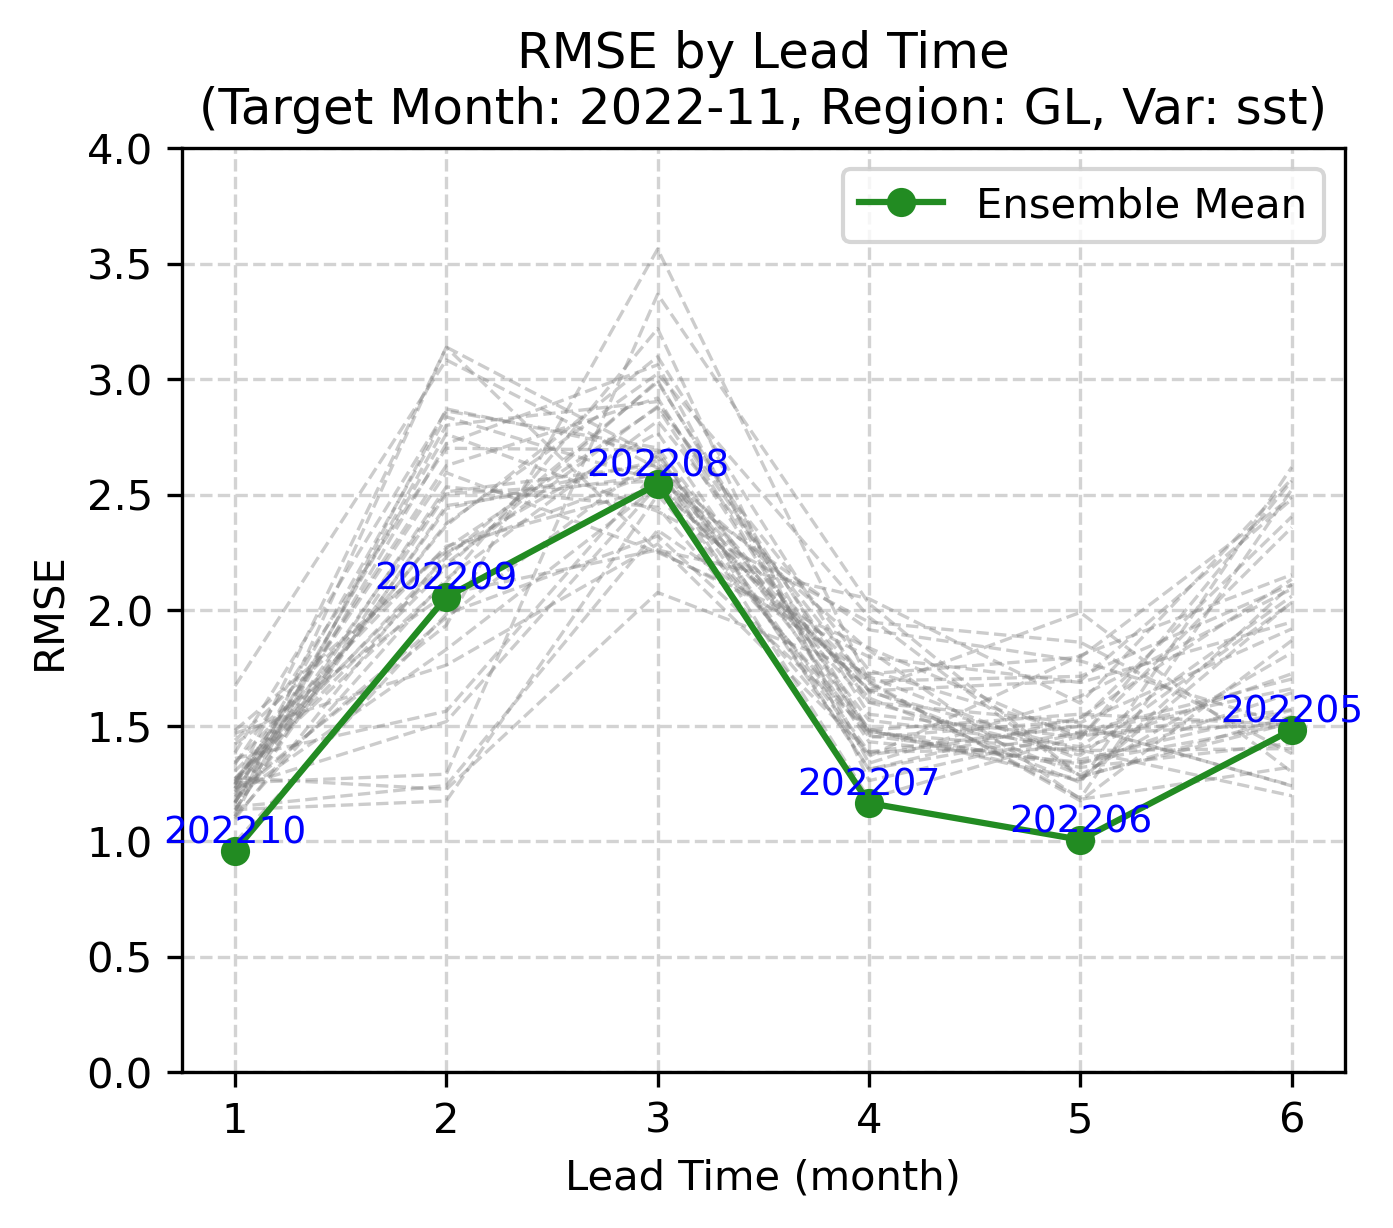 RMSE by Lead Time
(Target Month: 2022-11, Region: GL, Var: sst)
Ensemble Mean
4.0
3.5
3.0
2.5
2.0
1.5
1.0
0.5
0.0
RMSE
202210
202209
202208
202207
202206
202205
1 2 3 4 5 6
Lead Time (month)